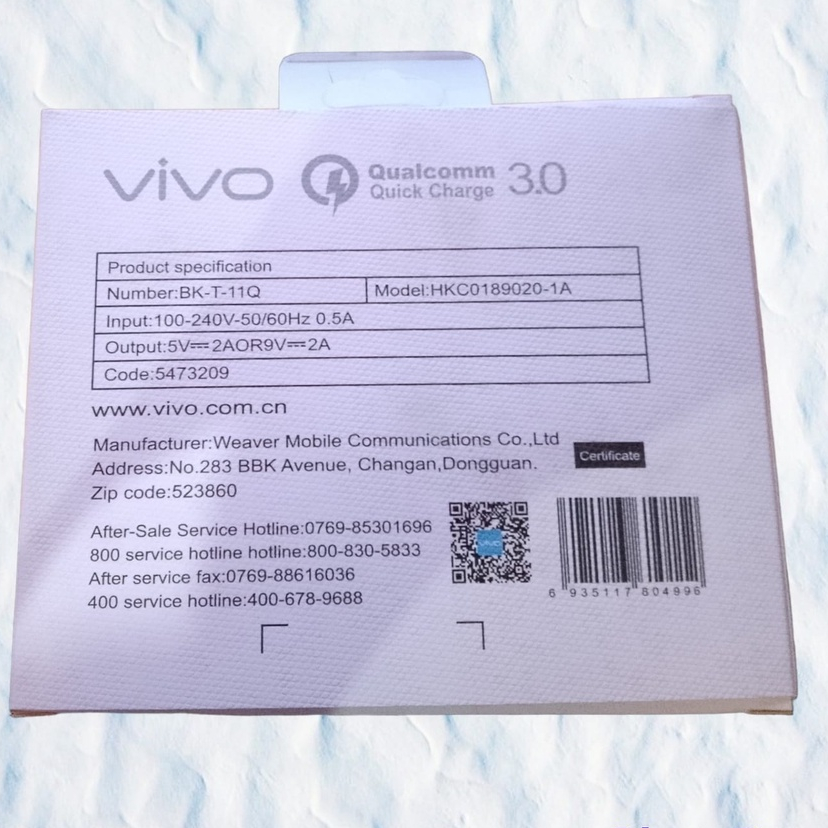 vivo Qualcomm Quick Charge 3.0
Product specification
Number:BK-T-11Q Model:HKC0189020-1A
Input:100-240V-50/60Hz 0.5A
Output:5V⎓2AOR9V⎓2A
Code:5473209
www.vivo.com.cn
Manufacturer:Weaver Mobile Communications Co.,Ltd
Address:No.283 BBK Avenue, Changan,Dongguan.
Zip code:523860
Certificate
After-Sale Service Hotline:0769-85301696
800 service hotline hotline:800-830-5833
After service fax:0769-88616036
400 service hotline:400-678-9688
vivo
6 935117 804996